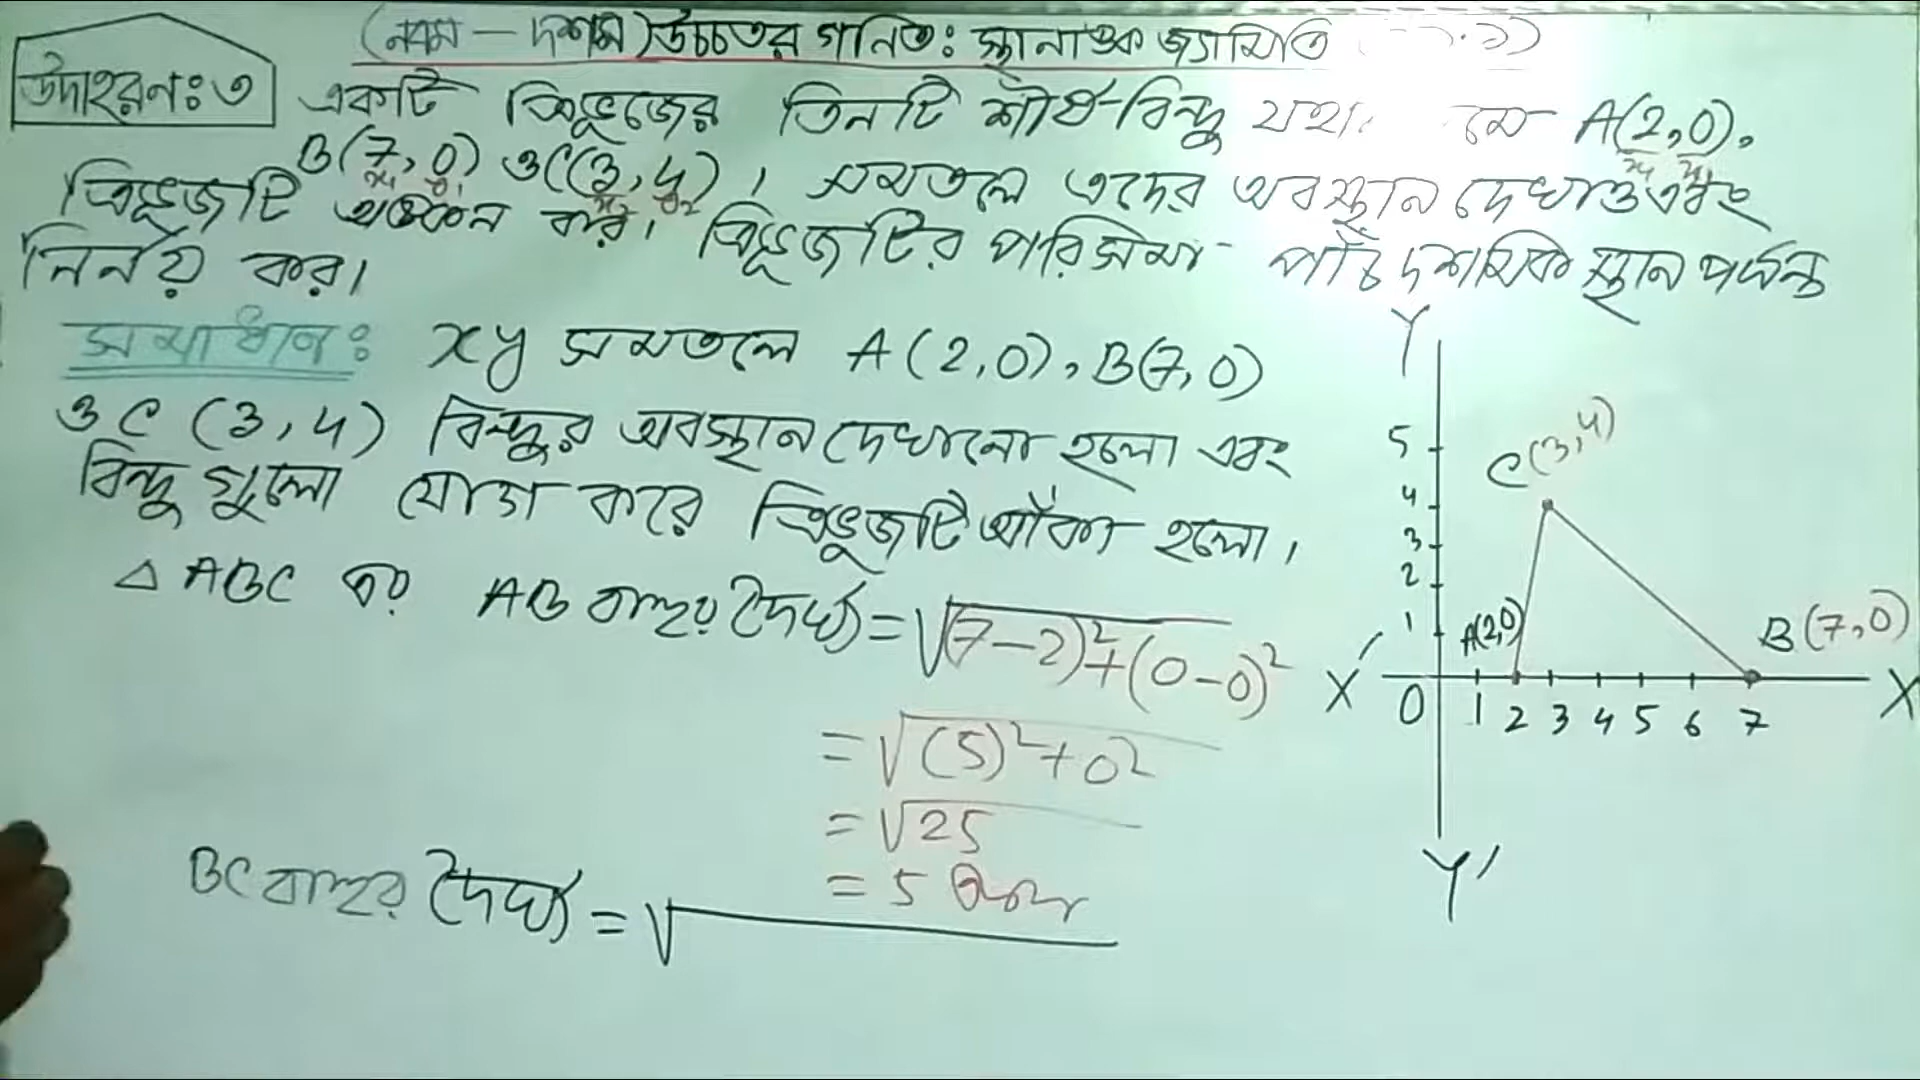 (নবম – দশম) উচ্চতর গনিত: স্থানাঙ্ক জ্যামিতি
উদাহরণ: ৩ একটি ত্রিভূজের তিনটি শীর্ষ-বিন্দু A(2,0),
B(7,0) ও C(3,4)। সমতলে এদের অবস্থান দেখাও এবং
ত্রিভূজটি অঙ্কন কর। ত্রিভূজটির পরিসীমা পাঁচ দশমিক স্থান পর্যন্ত
নির্নয় কর।
সমাধান: xy সমতলে A(2,0), B(7,0)
ও C (3,4) বিন্দুর অবস্থান দেখানো হলো এবং
বিন্দু গুলো যোগ করে ত্রিভূজটি আঁকা হলো।
△ABC এর AB বাহুর দৈর্ঘ্য = √(7-2)²+(0-0)²
= √(5)²+0²
= √25
= 5 একক
BC বাহুর দৈর্ঘ্য = √
Y
5
C(3,4)
4
3
2
1
A(2,0)
B(7,0)
X′
0 1 2 3 4 5 6 7
X
Y′